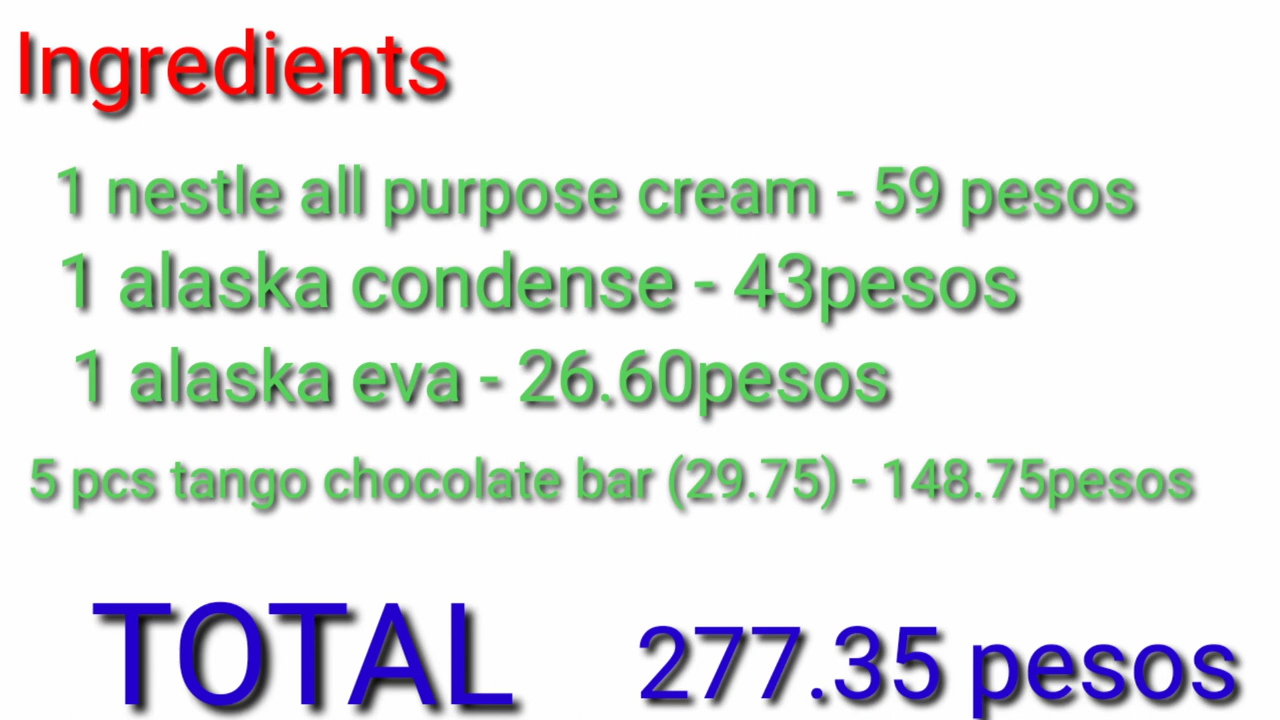 Ingredients
1 nestle all purpose cream - 59 pesos
1 alaska condense - 43pesos
1 alaska eva - 26.60pesos
5 pcs tango chocolate bar (29.75) - 148.75pesos
TOTAL 277.35 pesos